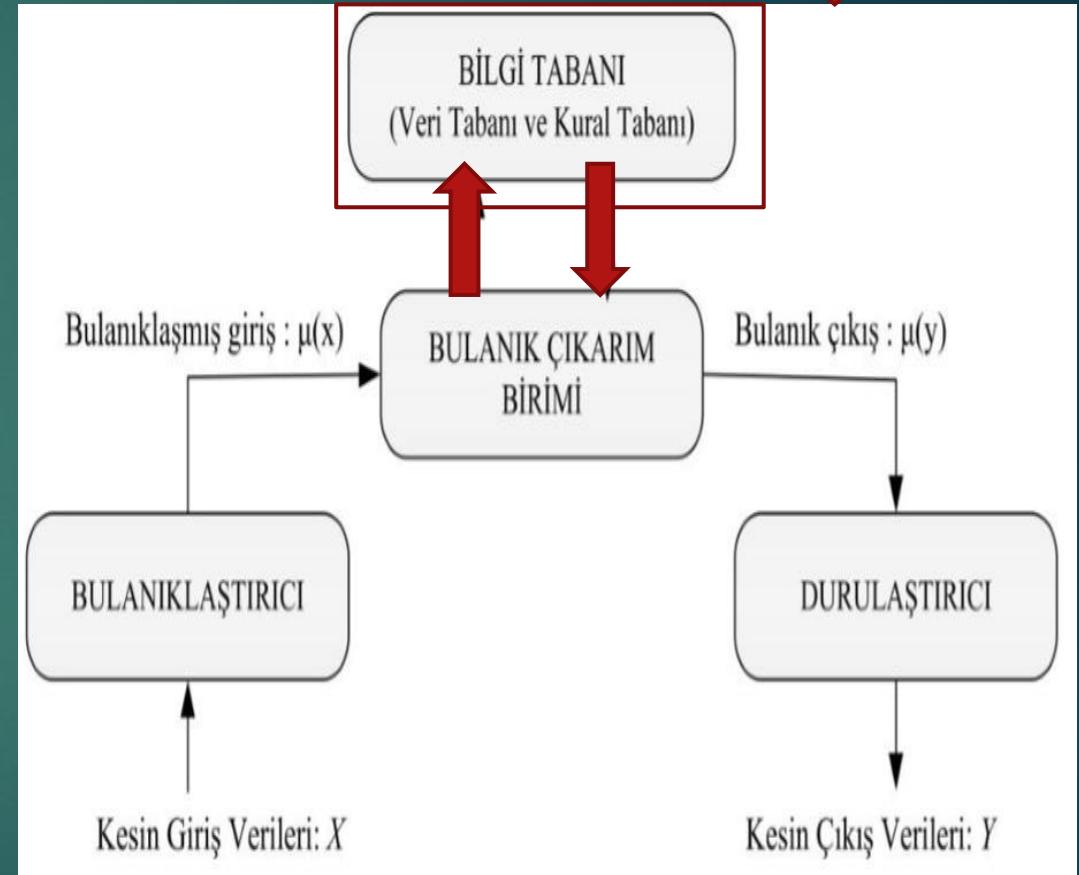 BİLGİ TABANI
(Veri Tabanı ve Kural Tabanı)
Bulanıklaşmış giriş : μ(x)
BULANIK ÇIKARIM
BİRİMİ
Bulanık çıkış : μ(y)
BULANIKLAŞTIRICI
DURULAŞTIRICI
Kesin Giriş Verileri: X
Kesin Çıkış Verileri: Y